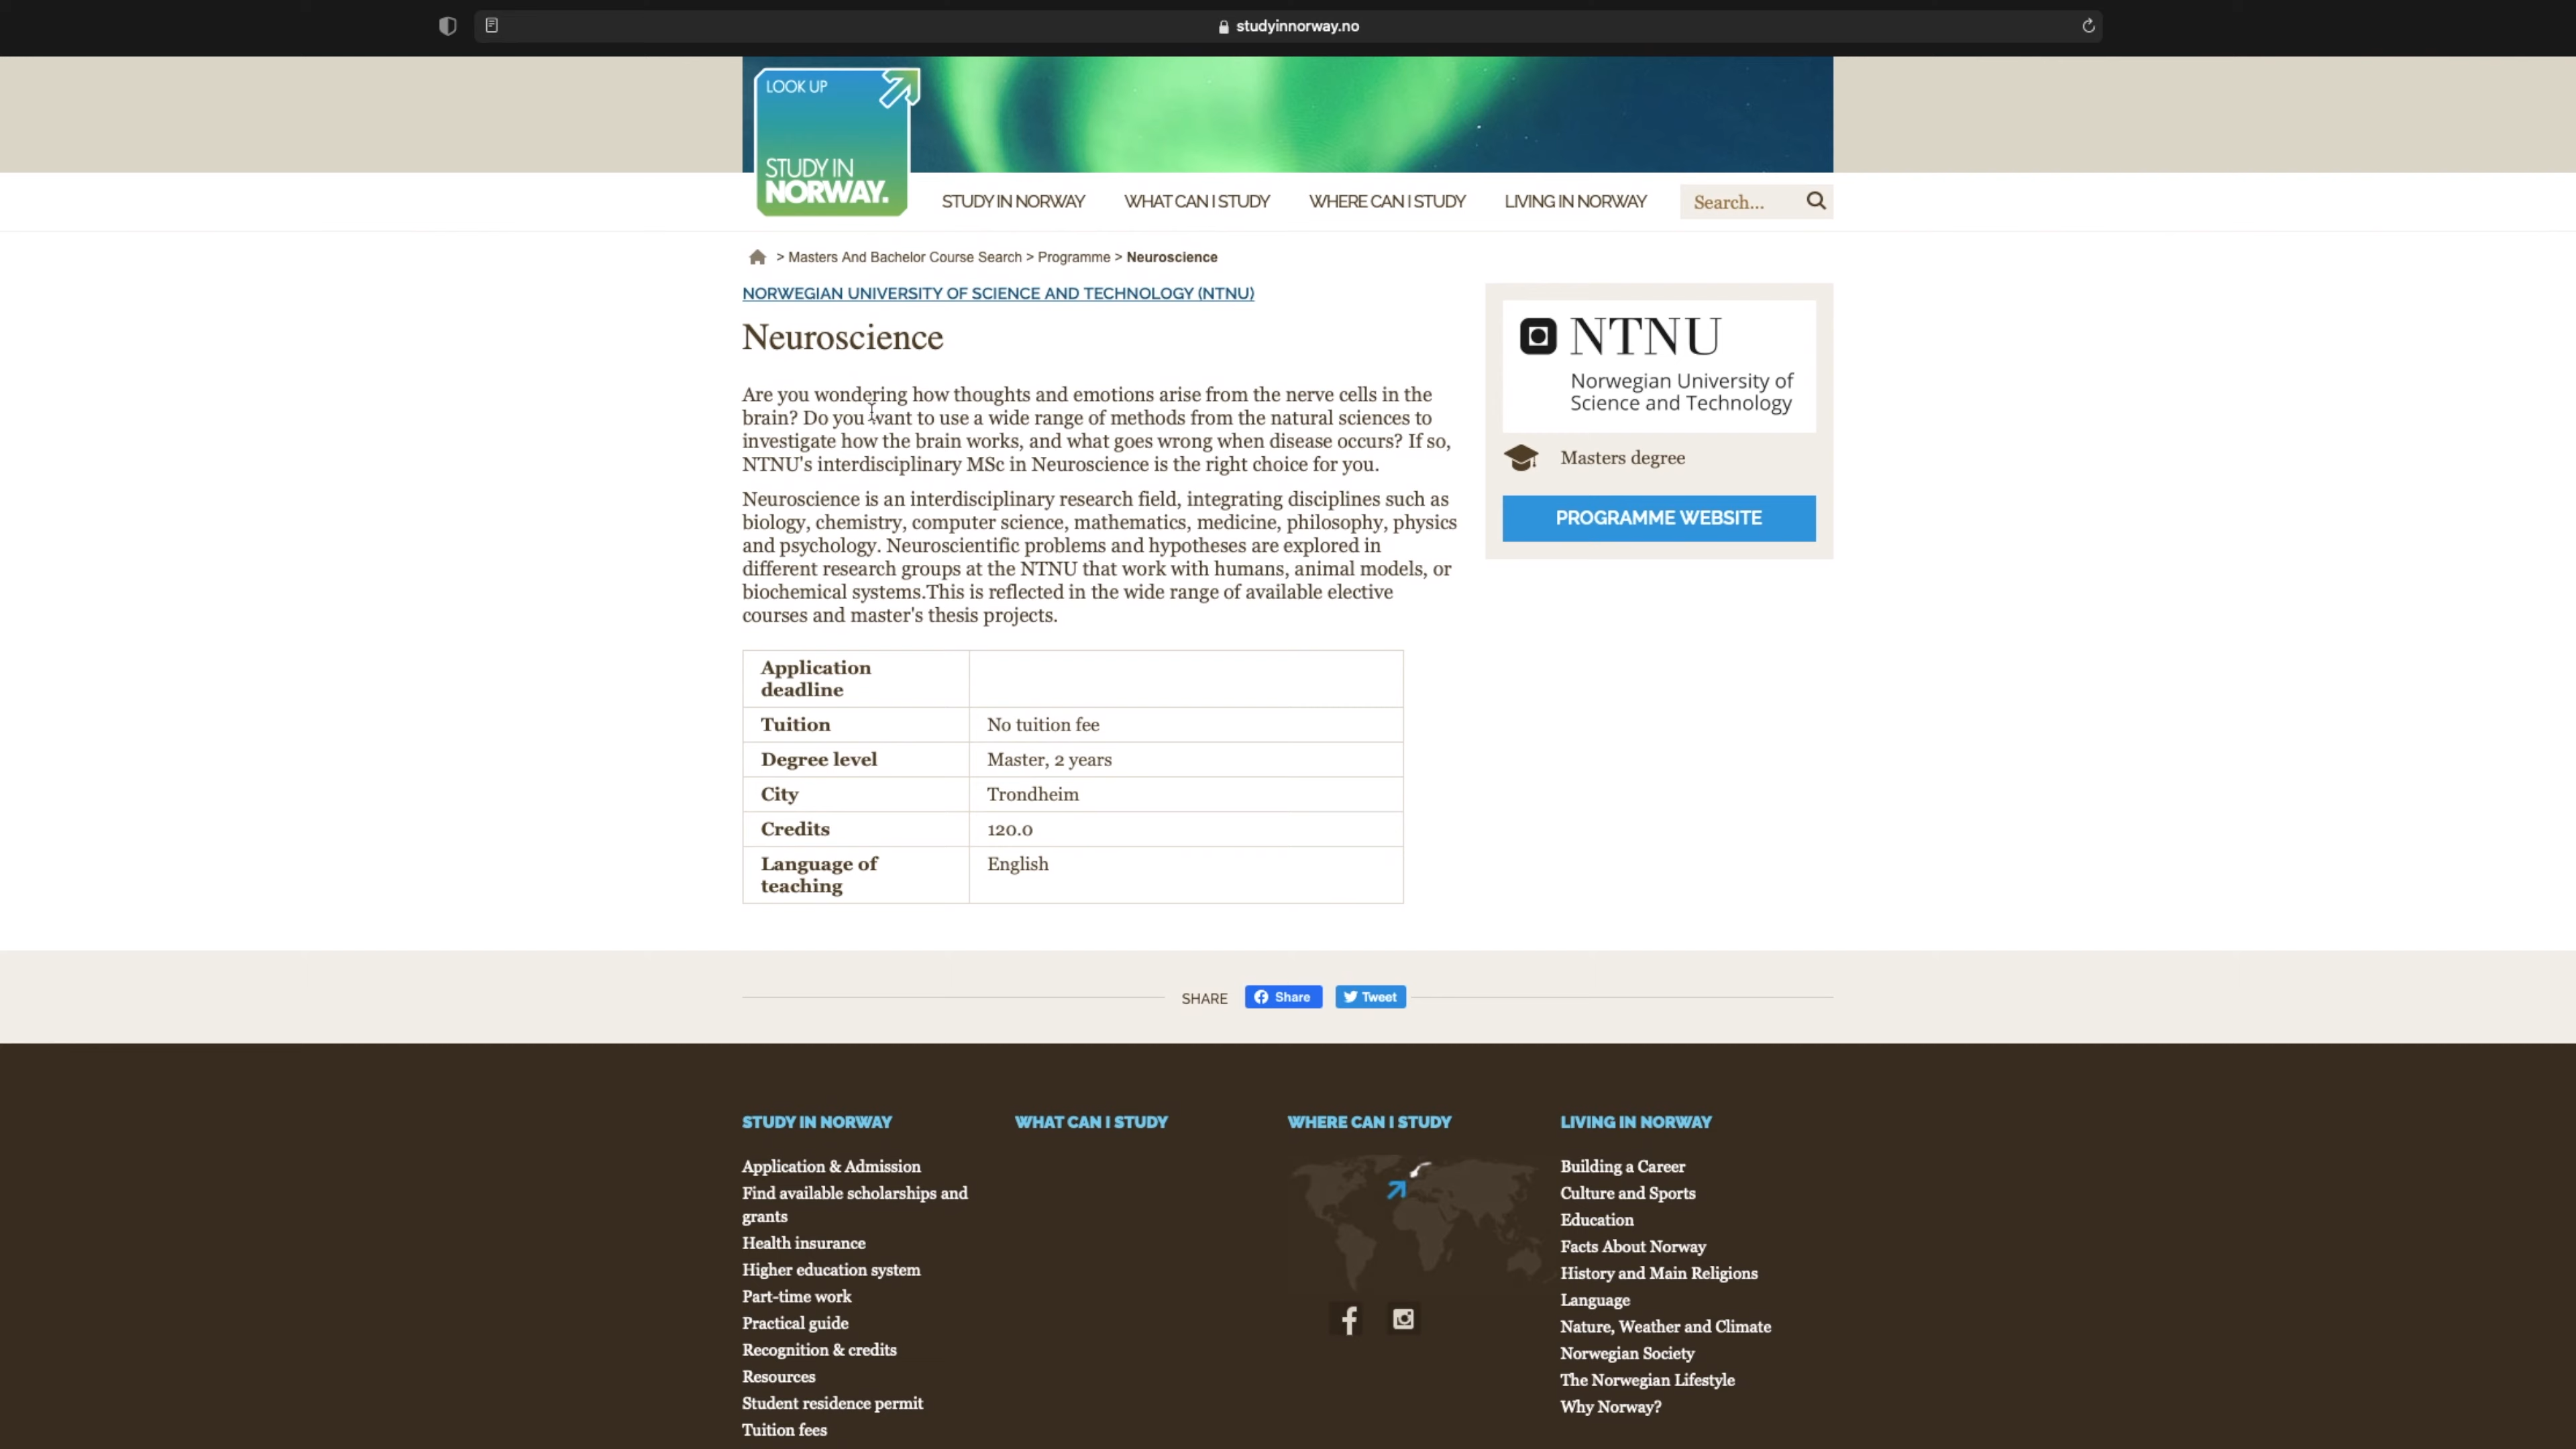 studyinnorway.no
LOOK UP
STUDY IN
NORWAY.
STUDY IN NORWAY
WHAT CAN I STUDY
WHERE CAN I STUDY
LIVING IN NORWAY
Search...
> Masters And Bachelor Course Search > Programme > Neuroscience
NORWEGIAN UNIVERSITY OF SCIENCE AND TECHNOLOGY (NTNU)
Neuroscience
Are you wondering how thoughts and emotions arise from the nerve cells in the
brain? Do you want to use a wide range of methods from the natural sciences to
investigate how the brain works, and what goes wrong when disease occurs? If so,
NTNU's interdisciplinary MSc in Neuroscience is the right choice for you.
Neuroscience is an interdisciplinary research field, integrating disciplines such as
biology, chemistry, computer science, mathematics, medicine, philosophy, physics
and psychology. Neuroscientific problems and hypotheses are explored in
different research groups at the NTNU that work with humans, animal models, or
biochemical systems.This is reflected in the wide range of available elective
courses and master's thesis projects.
Application
deadline
Tuition No tuition fee
Degree level Master, 2 years
City Trondheim
Credits 120.0
Language of English
teaching
NTNU
Norwegian University of
Science and Technology
Masters degree
PROGRAMME WEBSITE
SHARE Share Tweet
STUDY IN NORWAY
Application & Admission
Find available scholarships and
grants
Health insurance
Higher education system
Part-time work
Practical guide
Recognition & credits
Resources
Student residence permit
Tuition fees
WHAT CAN I STUDY
WHERE CAN I STUDY
LIVING IN NORWAY
Building a Career
Culture and Sports
Education
Facts About Norway
History and Main Religions
Language
Nature, Weather and Climate
Norwegian Society
The Norwegian Lifestyle
Why Norway?